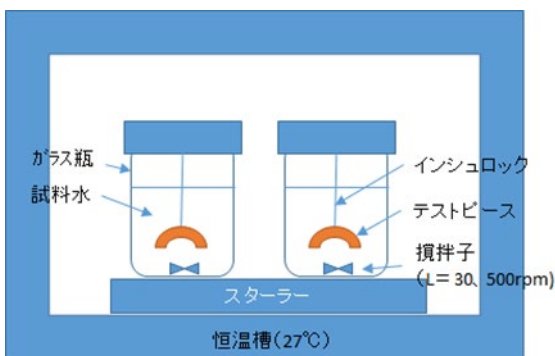 ガラス瓶
試料水
インシュロック
テストピース
撹拌子
(L=30、500rpm)
スターラー
恒温槽(27℃)